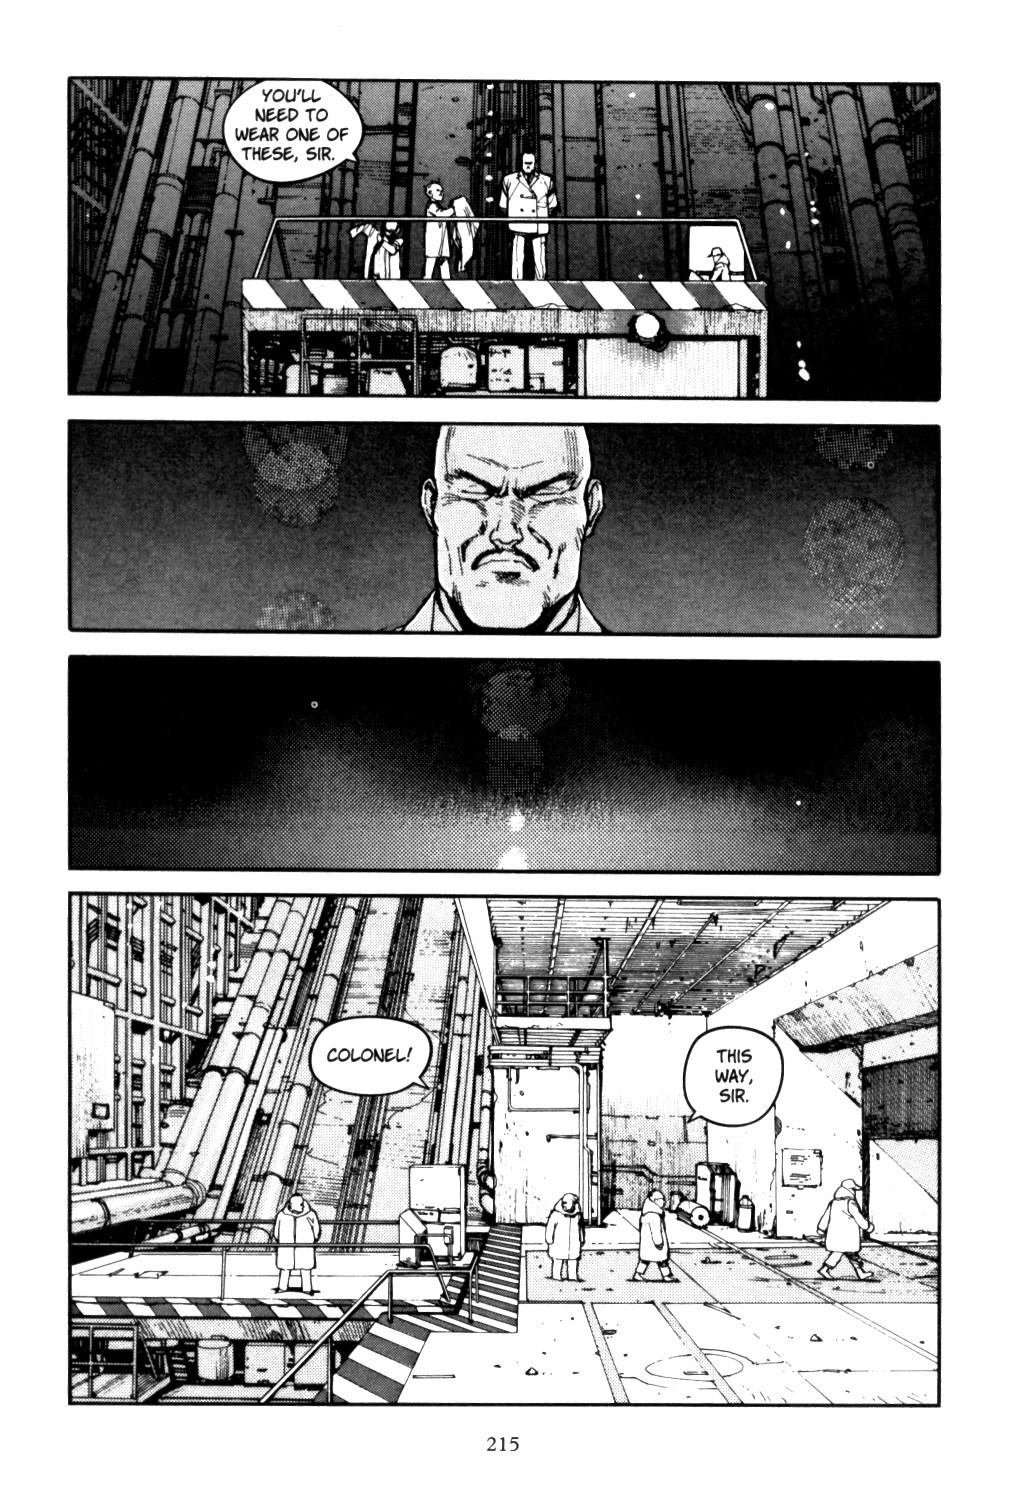 YOU'LL
NEED TO
WEAR ONE OF
THESE, SIR.
COLONEL!
THIS
WAY,
SIR.
215